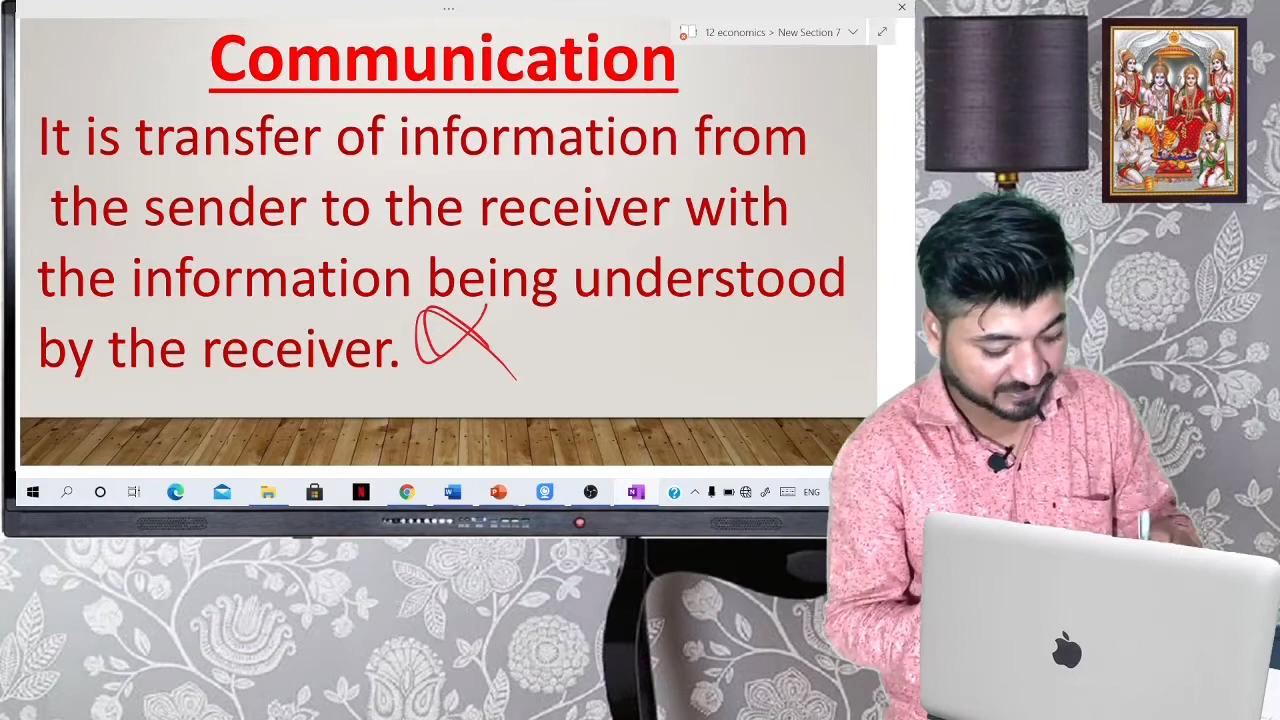 Communication
12 economics > New Section 7
It is transfer of information from
the sender to the receiver with
the information being understood
by the receiver.
ENG